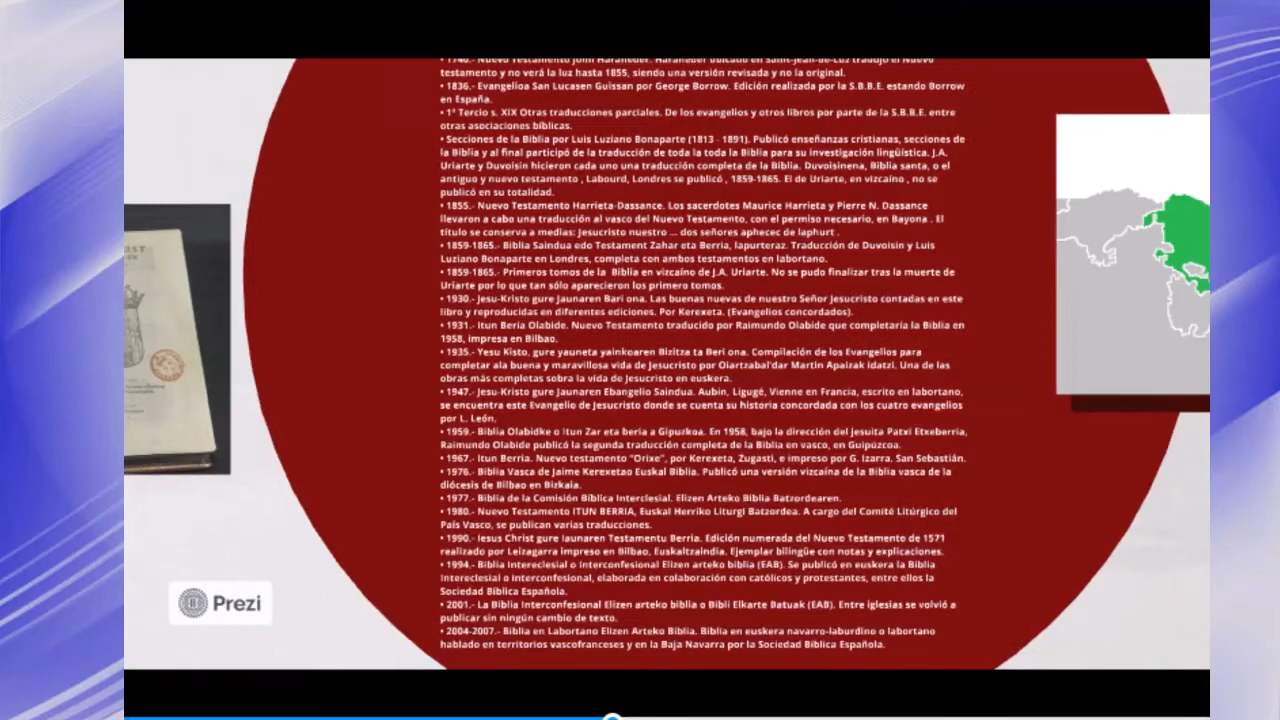 • 1740.- Nuevo Testamento John Haraneder. Haraneder ubicado en Saint-Jean-de-Luz tradujo el Nuevo
testamento y no verá la luz hasta 1855, siendo una versión revisada y no la original.
• 1836.- Evangelioa San Lucasen Guissan por George Borrow. Edición realizada por la S.B.B.E. estando Borrow
en España.
• 1º Tercio s. XIX Otras traducciones parciales. De los evangelios y otros libros por parte de la S.B.B.E. entre
otras asociaciones bíblicas.
• Secciones de la Biblia por Luis Luziano Bonaparte (1813 - 1891). Publicó enseñanzas cristianas, secciones de
la Biblia y al final participó de la traducción de toda la toda la Biblia para su investigación lingüística. J.A.
Uriarte y Duvoisin hicieron cada uno una traducción completa de la Biblia. Duvoisinena, Biblia santa, o el
antiguo y nuevo testamento , Labourd, Londres se publicó , 1859-1865. El de Uriarte, en vizcaíno , no se
publicó en su totalidad.
• 1855.- Nuevo Testamento Harrieta-Dassance. Los sacerdotes Maurice Harrieta y Pierre N. Dassance
llevaron a cabo una traducción al vasco del Nuevo Testamento, con el permiso necesario, en Bayona . El
título se conserva a medias: Jesucristo nuestro ... dos señores aphecec de laphurt .
• 1859-1865.- Biblia Saindua edo Testament Zahar eta Berria, lapurteraz. Traducción de Duvoisin y Luis
Luziano Bonaparte en Londres, completa con ambos testamentos en labortano.
• 1859-1865.- Primeros tomos de la Biblia en vizcaíno de J.A. Uriarte. No se pudo finalizar tras la muerte de
Uriarte por lo que tan sólo aparecieron los primero tomos.
• 1930.- Jesu-Kristo gure Jaunaren Bari ona. Las buenas nuevas de nuestro Señor Jesucristo contadas en este
libro y reproducidas en diferentes ediciones. Por Kerexeta. (Evangelios concordados).
• 1931.- Itun Beria Olabide. Nuevo Testamento traducido por Raimundo Olabide que completaría la Biblia en
1958, impresa en Bilbao.
• 1935.- Yesu Kisto, gure yauneta yainkoaren Bizitza ta Beri ona. Compilación de los Evangelios para
completar ala buena y maravillosa vida de Jesucristo por Oiartzabal'dar Martin Apaizak idatzi. Una de las
obras más completas sobra la vida de Jesucristo en euskera.
• 1947.- Jesu-Kristo gure Jaunaren Ebangelio Saindua. Aubin, Ligugé, Vienne en Francia, escrito en labortano,
se encuentra este Evangelio de Jesucristo donde se cuenta su historia concordada con los cuatro evangelios
por L. León.
• 1959.- Biblia Olabidke o Itun Zar eta beria a Gipuzkoa. En 1958, bajo la dirección del jesuita Patxi Etxeberria,
Raimundo Olabide publicó la segunda traducción completa de la Biblia en vasco, en Guipúzcoa.
• 1967.- Itun Berria. Nuevo testamento "Orixe", por Kerexeta, Zugasti, e impreso por G. Izarra, San Sebastián.
• 1976.- Biblia Vasca de Jaime Kerexetao Euskal Biblia. Publicó una versión vizcaína de la Biblia vasca de la
diócesis de Bilbao en Bizkaia.
• 1977.- Biblia de la Comisión Bíblica Interclesial. Elizen Arteko Biblia Batzordearen.
• 1980.- Nuevo Testamento ITUN BERRIA, Euskal Herriko Liturgi Batzordea. A cargo del Comité Litúrgico del
País Vasco, se publican varias traducciones.
• 1990.- Iesus Christ gure Iaunaren Testamentu Berria. Edición numerada del Nuevo Testamento de 1571
realizado por Leizagarra impreso en Bilbao, Euskaltzaindia. Ejemplar bilingüe con notas y explicaciones.
• 1994.- Biblia Intereclesial o Interconfesional Elizen arteko biblia (EAB). Se publicó en euskera la Biblia
Intereclesial o interconfesional, elaborada en colaboración con católicos y protestantes, entre ellos la
Sociedad Bíblica Española.
• 2001.- La Biblia Interconfesional Elizen arteko biblia o Bibli Elkarte Batuak (EAB). Entre iglesias se volvió a
publicar sin ningún cambio de texto.
• 2004-2007.- Biblia en Labortano Elizen Arteko Biblia. Biblia en euskera navarro-laburdino o labortano
hablado en territorios vascofranceses y en la Baja Navarra por la Sociedad Bíblica Española.
Prezi